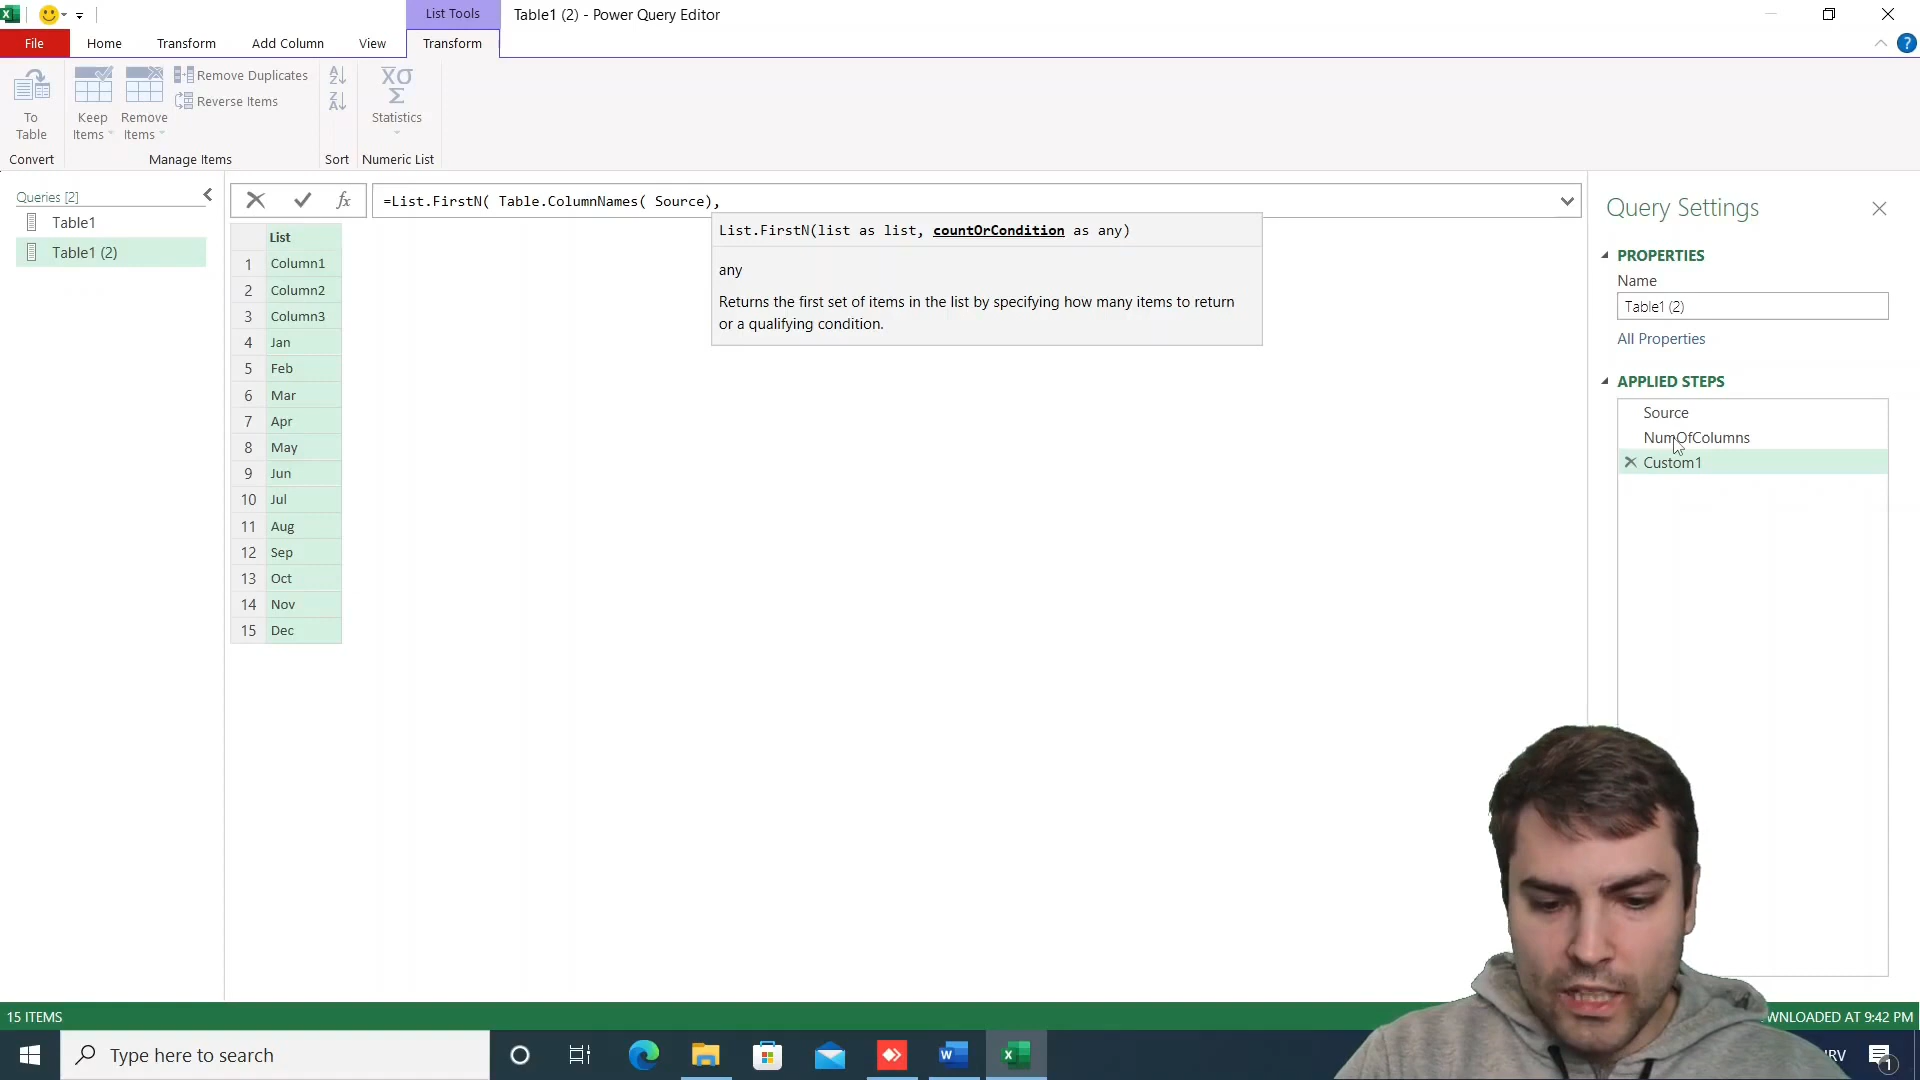 List Tools
Table1 (2) - Power Query Editor
File
Home
Transform
Add Column
View
Transform
?
To
Table
Keep
Items
Remove
Items
Remove Duplicates
Reverse Items
A
Z
Z
A
X̄σ
Σ
Statistics
Convert
Manage Items
Sort
Numeric List
Queries [2]
Table1
Table1 (2)
fx
=List.FirstN( Table.ColumnNames( Source),
List.FirstN(list as list, countOrCondition as any)
any
Returns the first set of items in the list by specifying how many items to return
or a qualifying condition.
List
1 Column1
2 Column2
3 Column3
4 Jan
5 Feb
6 Mar
7 Apr
8 May
9 Jun
10 Jul
11 Aug
12 Sep
13 Oct
14 Nov
15 Dec
Query Settings
PROPERTIES
Name
Table1 (2)
All Properties
APPLIED STEPS
Source
NumOfColumns
Custom1
15 ITEMS
WNLOADED AT 9:42 PM
Type here to search
W
X
RV
1